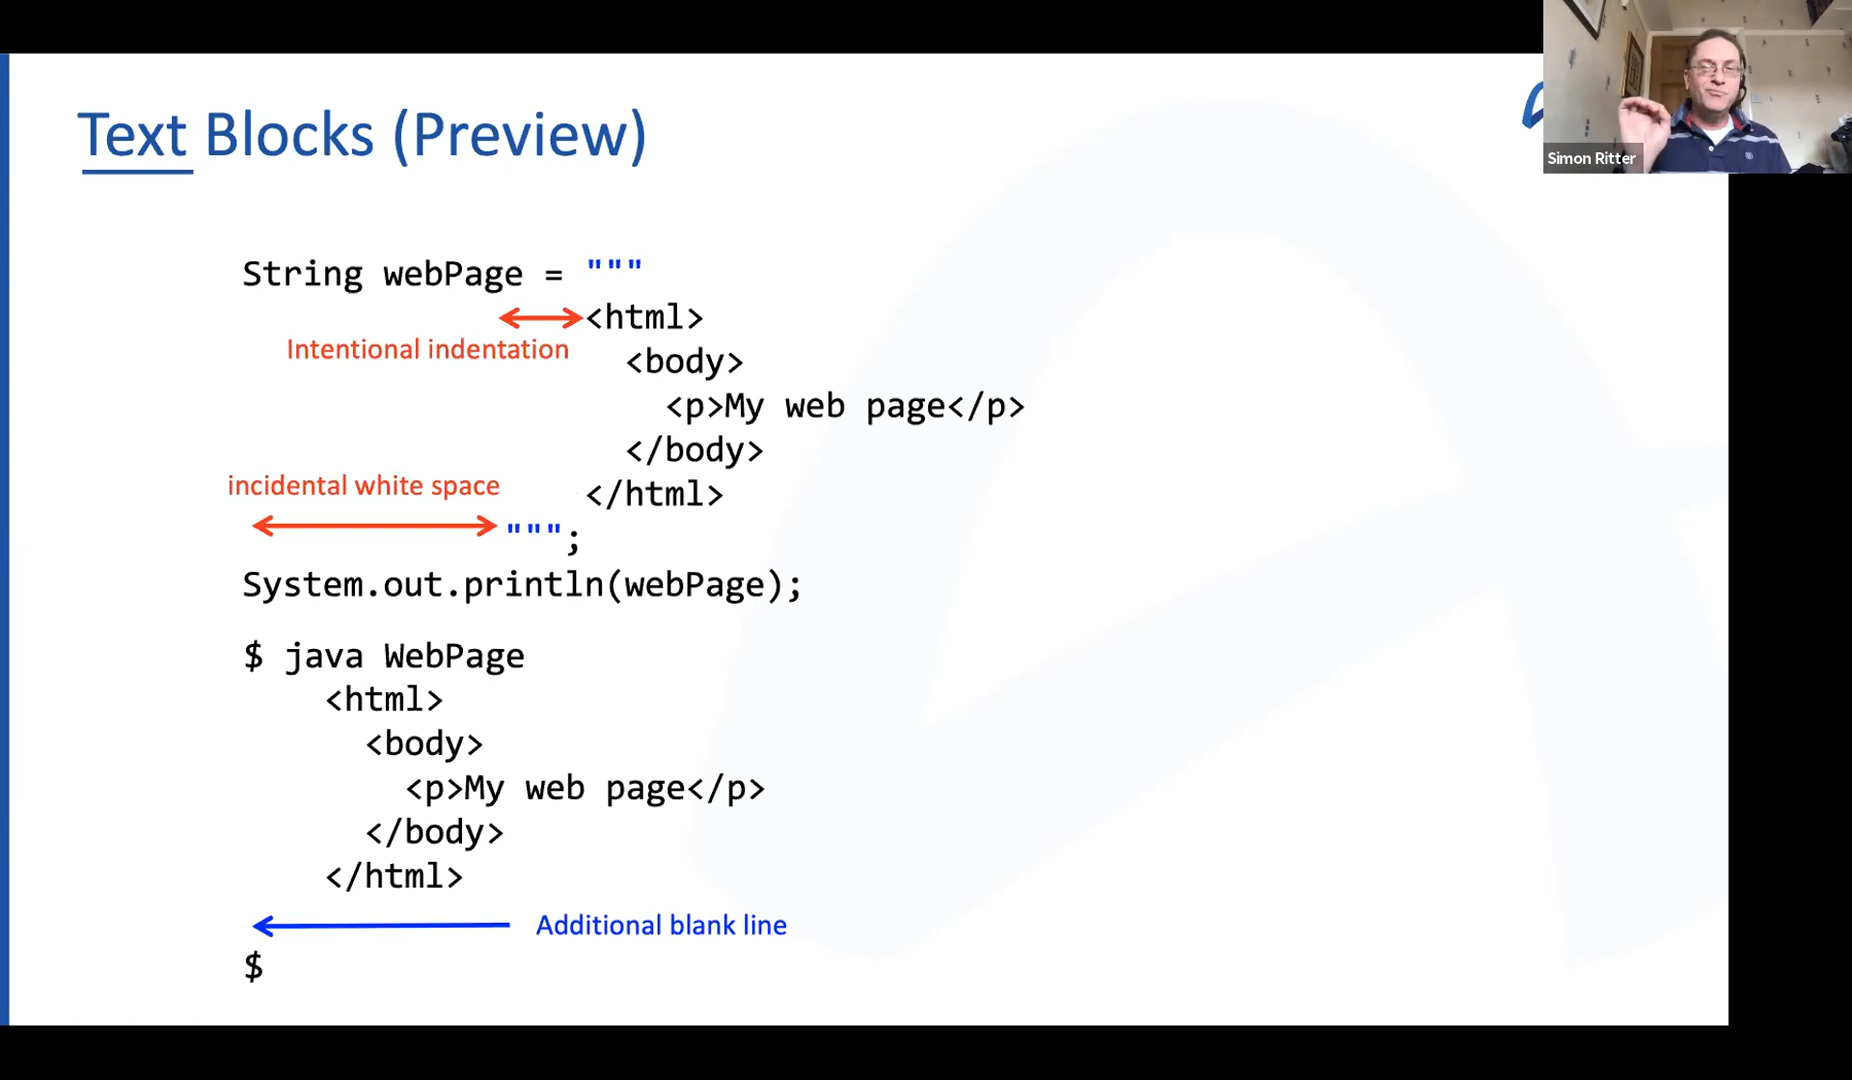 Text Blocks (Preview)
Simon Ritter
String webPage = """
<html>
Intentional indentation
<body>
<p>My web page</p>
</body>
incidental white space
</html>
""";
System.out.println(webPage);
$ java WebPage
<html>
<body>
<p>My web page</p>
</body>
</html>
Additional blank line
$